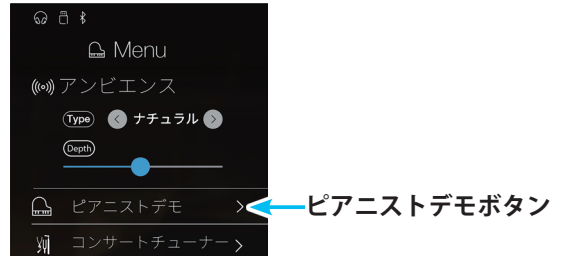 Menu
アンビエンス
Type ナチュラル
Depth
ピアニストデモ
ピアニストデモボタン
コンサートチューナー